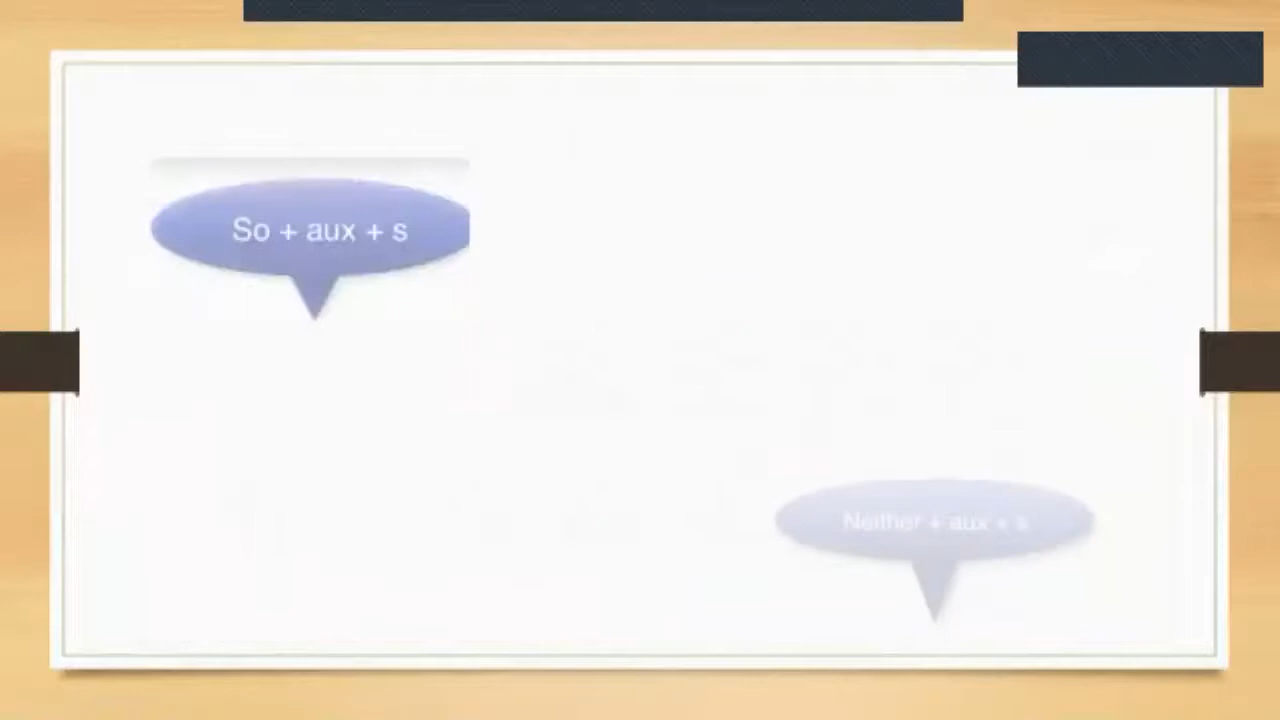 So + aux + s
Neither + aux + s